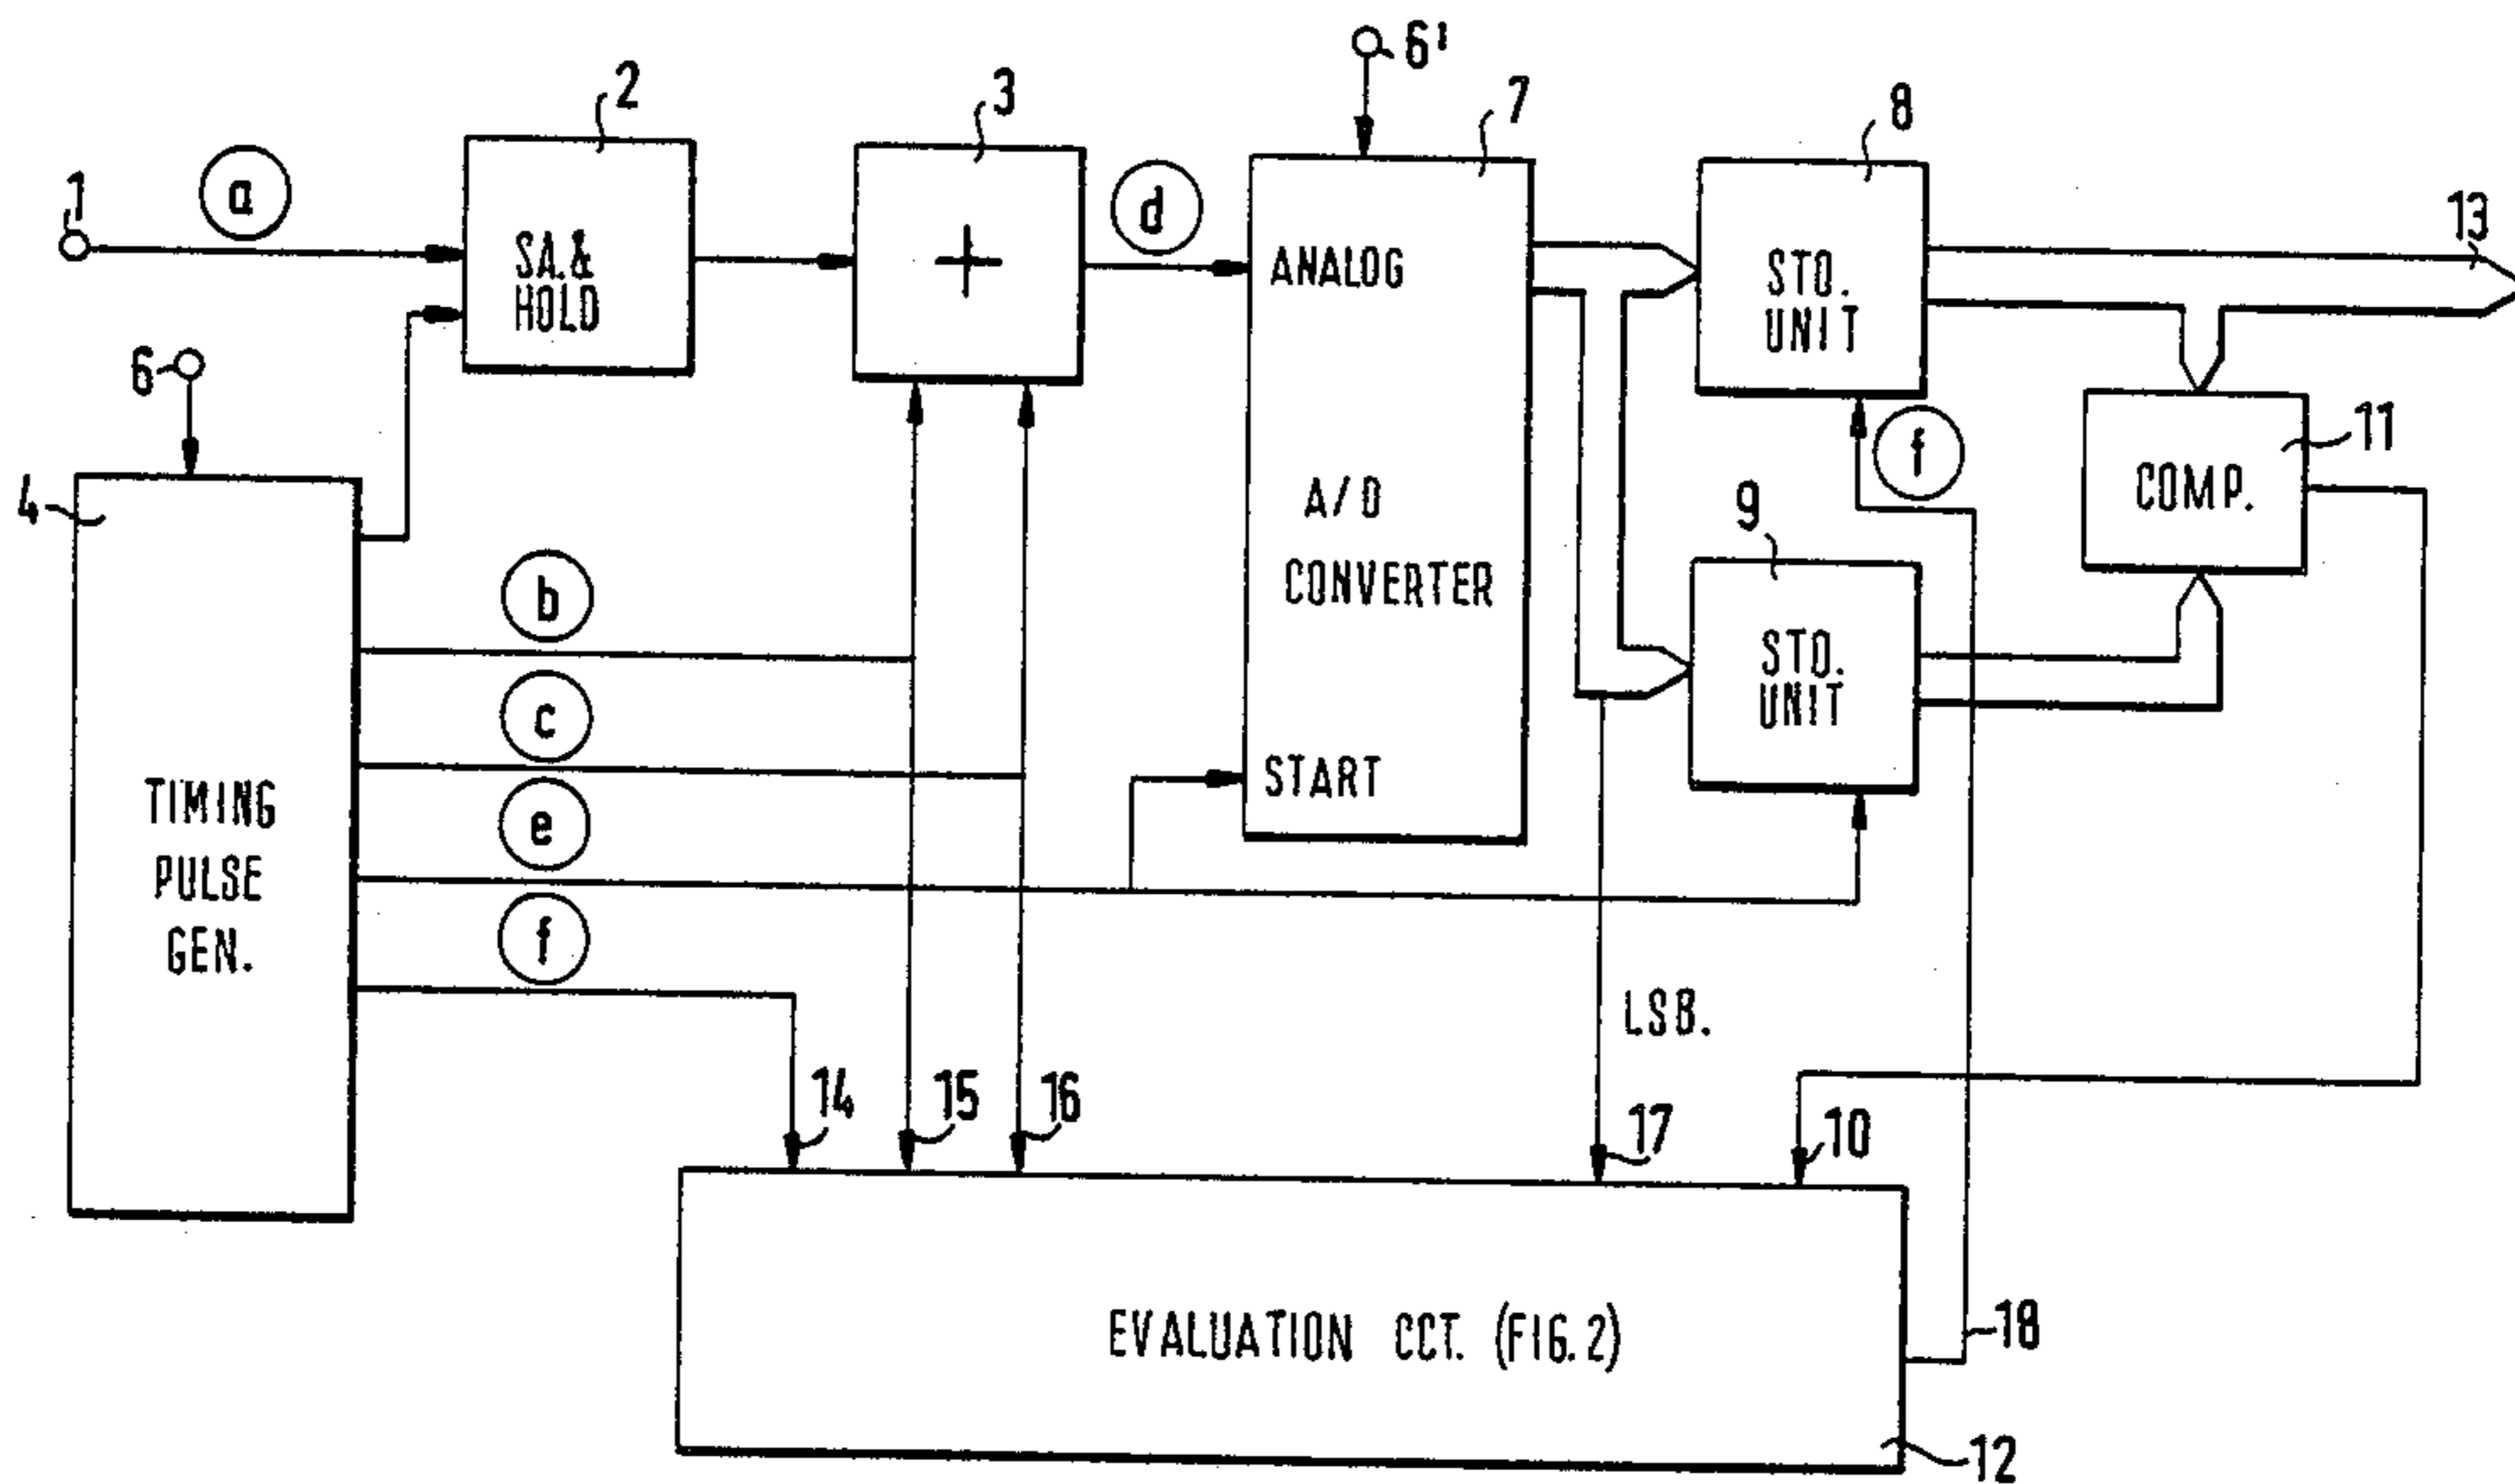 6'
2
3
7
8
1
a
d
13
SA.&
HOLD
+
ANALOG
STO.
UNIT
6
f
11
4
A/D
CONVERTER
COMP.
9
b
STO.
UNIT
c
START
TIMING
PULSE
GEN.
e
f
LSB.
14
15
16
17
10
EVALUATION CCT. (FIG.2)
18
12